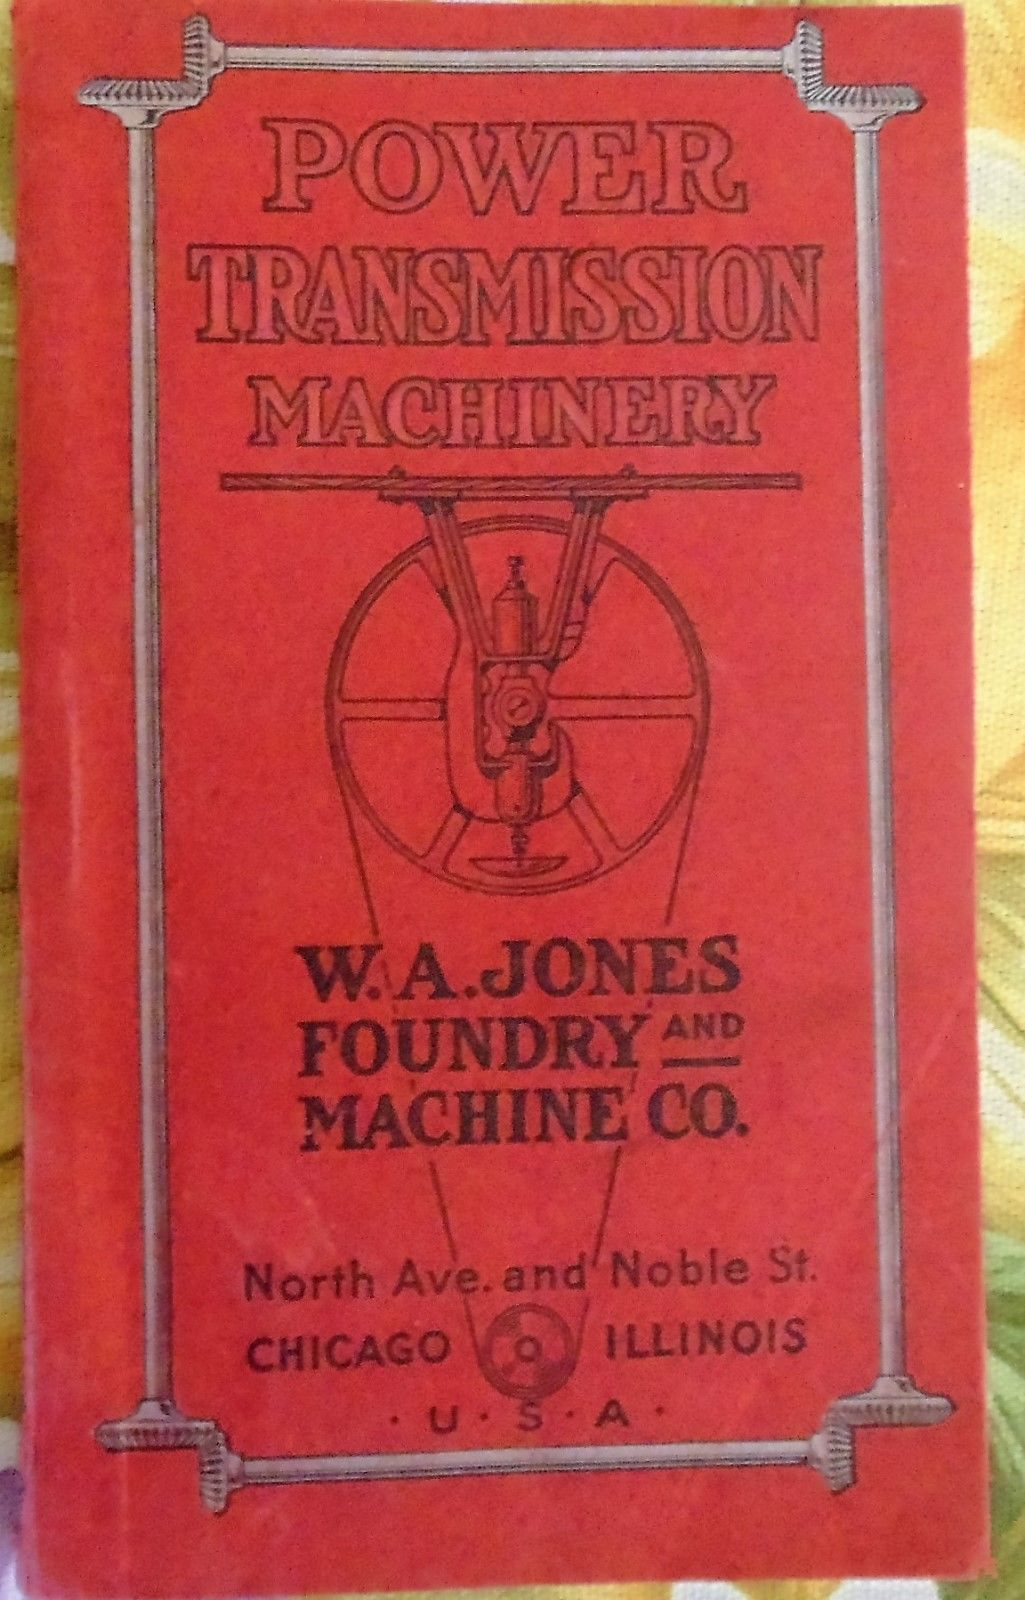 POWER
TRANSMISSION
MACHINERY
W. A. JONES
FOUNDRY AND
MACHINE CO.
North Ave. and Noble St.
CHICAGO ILLINOIS
· U · S · A ·